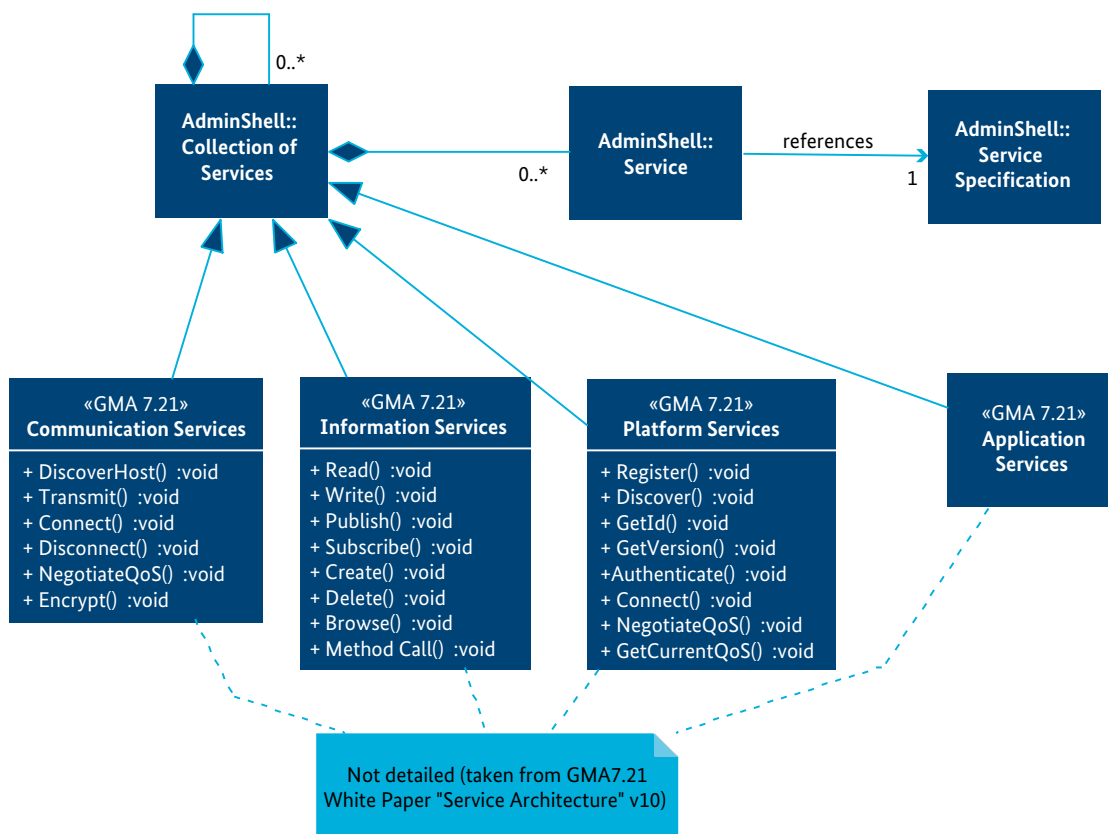 0..*
AdminShell::
Collection of
Services
0..*
AdminShell::
Service
references
1
AdminShell::
Service
Specification
«GMA 7.21»
Communication Services
+ DiscoverHost() :void
+ Transmit() :void
+ Connect() :void
+ Disconnect() :void
+ NegotiateQoS() :void
+ Encrypt() :void
«GMA 7.21»
Information Services
+ Read() :void
+ Write() :void
+ Publish() :void
+ Subscribe() :void
+ Create() :void
+ Delete() :void
+ Browse() :void
+ Method Call() :void
«GMA 7.21»
Platform Services
+ Register() :void
+ Discover() :void
+ GetId() :void
+ GetVersion() :void
+Authenticate() :void
+ Connect() :void
+ NegotiateQoS() :void
+ GetCurrentQoS() :void
«GMA 7.21»
Application
Services
Not detailed (taken from GMA7.21
White Paper "Service Architecture" v10)